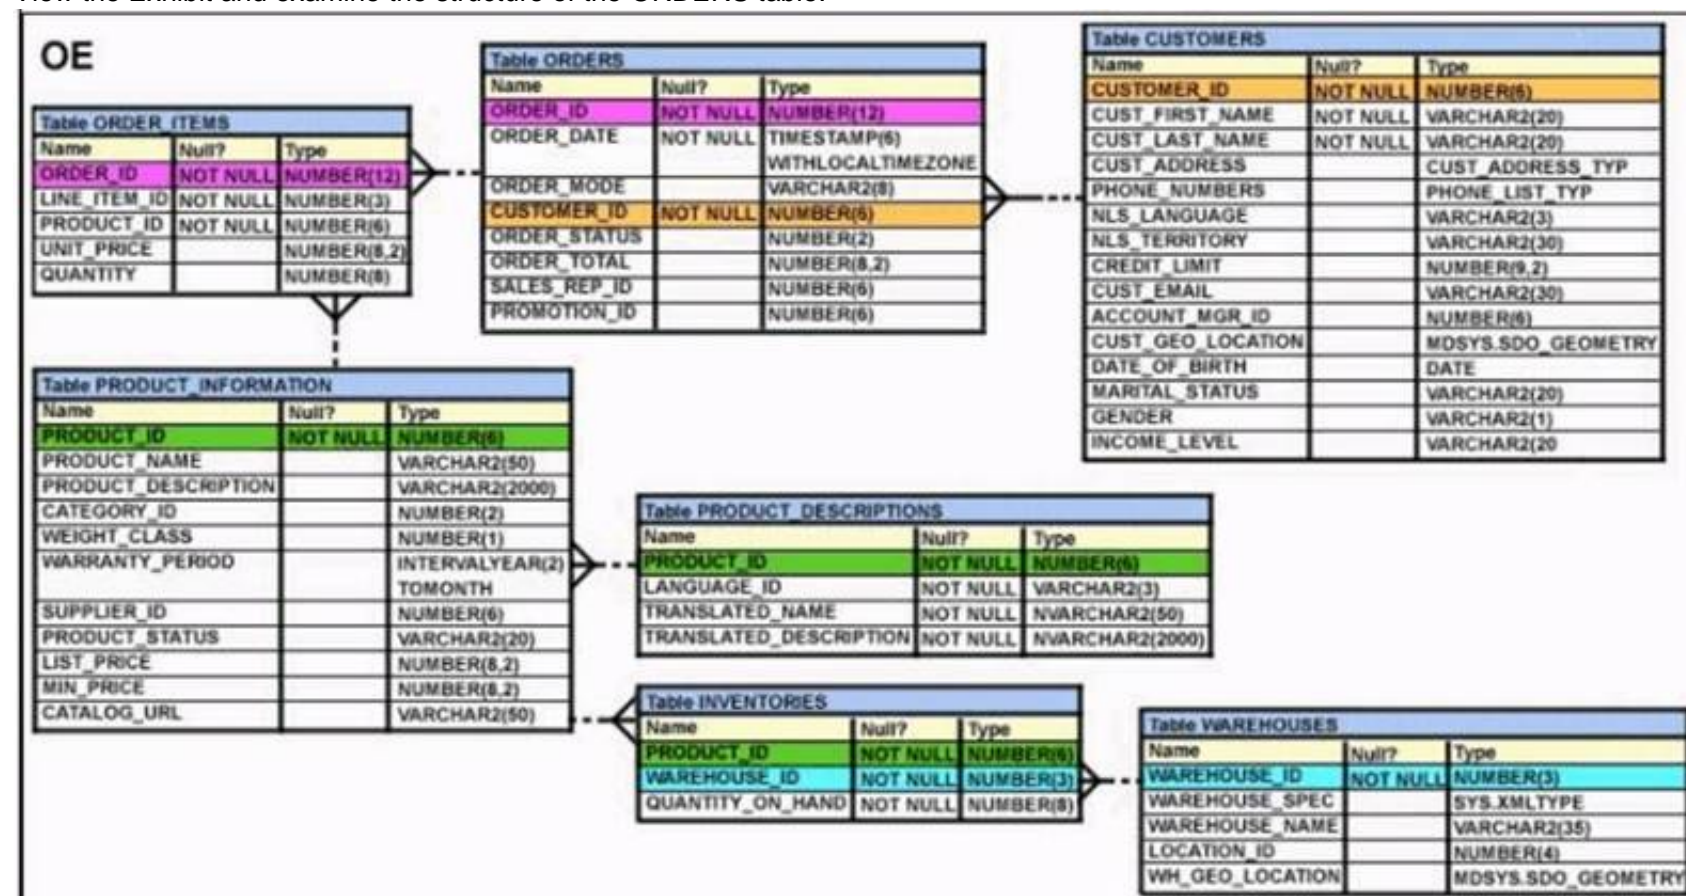 View the Exhibit and examine the structure of the ORDERS table.
OE
Table ORDER_ITEMS
Name Null? Type
ORDER_ID NOT NULL NUMBER(12)
LINE_ITEM_ID NOT NULL NUMBER(3)
PRODUCT_ID NOT NULL NUMBER(6)
UNIT_PRICE NUMBER(8,2)
QUANTITY NUMBER(8)
Table ORDERS
Name Null? Type
ORDER_ID NOT NULL NUMBER(12)
ORDER_DATE NOT NULL TIMESTAMP(6)
WITHLOCALTIMEZONE
ORDER_MODE VARCHAR2(8)
CUSTOMER_ID NOT NULL NUMBER(6)
ORDER_STATUS NUMBER(2)
ORDER_TOTAL NUMBER(8,2)
SALES_REP_ID NUMBER(6)
PROMOTION_ID NUMBER(6)
Table CUSTOMERS
Name Null? Type
CUSTOMER_ID NOT NULL NUMBER(6)
CUST_FIRST_NAME NOT NULL VARCHAR2(20)
CUST_LAST_NAME NOT NULL VARCHAR2(20)
CUST_ADDRESS CUST_ADDRESS_TYP
PHONE_NUMBERS PHONE_LIST_TYP
NLS_LANGUAGE VARCHAR2(3)
NLS_TERRITORY VARCHAR2(30)
CREDIT_LIMIT NUMBER(9,2)
CUST_EMAIL VARCHAR2(30)
ACCOUNT_MGR_ID NUMBER(6)
CUST_GEO_LOCATION MDSYS.SDO_GEOMETRY
DATE_OF_BIRTH DATE
MARITAL_STATUS VARCHAR2(20)
GENDER VARCHAR2(1)
INCOME_LEVEL VARCHAR2(20
Table PRODUCT_INFORMATION
Name Null? Type
PRODUCT_ID NOT NULL NUMBER(6)
PRODUCT_NAME VARCHAR2(50)
PRODUCT_DESCRIPTION VARCHAR2(2000)
CATEGORY_ID NUMBER(2)
WEIGHT_CLASS NUMBER(1)
WARRANTY_PERIOD INTERVALYEAR(2)
TOMONTH
SUPPLIER_ID NUMBER(6)
PRODUCT_STATUS VARCHAR2(20)
LIST_PRICE NUMBER(8,2)
MIN_PRICE NUMBER(8,2)
CATALOG_URL VARCHAR2(50)
Table PRODUCT_DESCRIPTIONS
Name Null? Type
PRODUCT_ID NOT NULL NUMBER(6)
LANGUAGE_ID NOT NULL VARCHAR2(3)
TRANSLATED_NAME NOT NULL NVARCHAR2(50)
TRANSLATED_DESCRIPTION NOT NULL NVARCHAR2(2000)
Table INVENTORIES
Name Null? Type
PRODUCT_ID NOT NULL NUMBER(6)
WAREHOUSE_ID NOT NULL NUMBER(3)
QUANTITY_ON_HAND NOT NULL NUMBER(8)
Table WAREHOUSES
Name Null? Type
WAREHOUSE_ID NOT NULL NUMBER(3)
WAREHOUSE_SPEC SYS.XMLTYPE
WAREHOUSE_NAME VARCHAR2(35)
LOCATION_ID NUMBER(4)
WH_GEO_LOCATION MDSYS.SDO_GEOMETRY